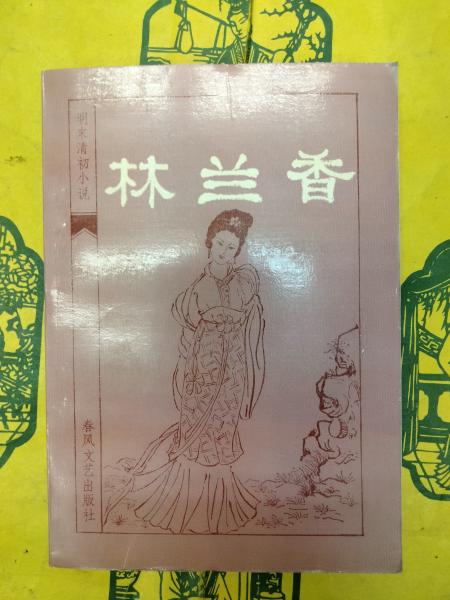 明末清初小说
林兰香
春风文艺出版社